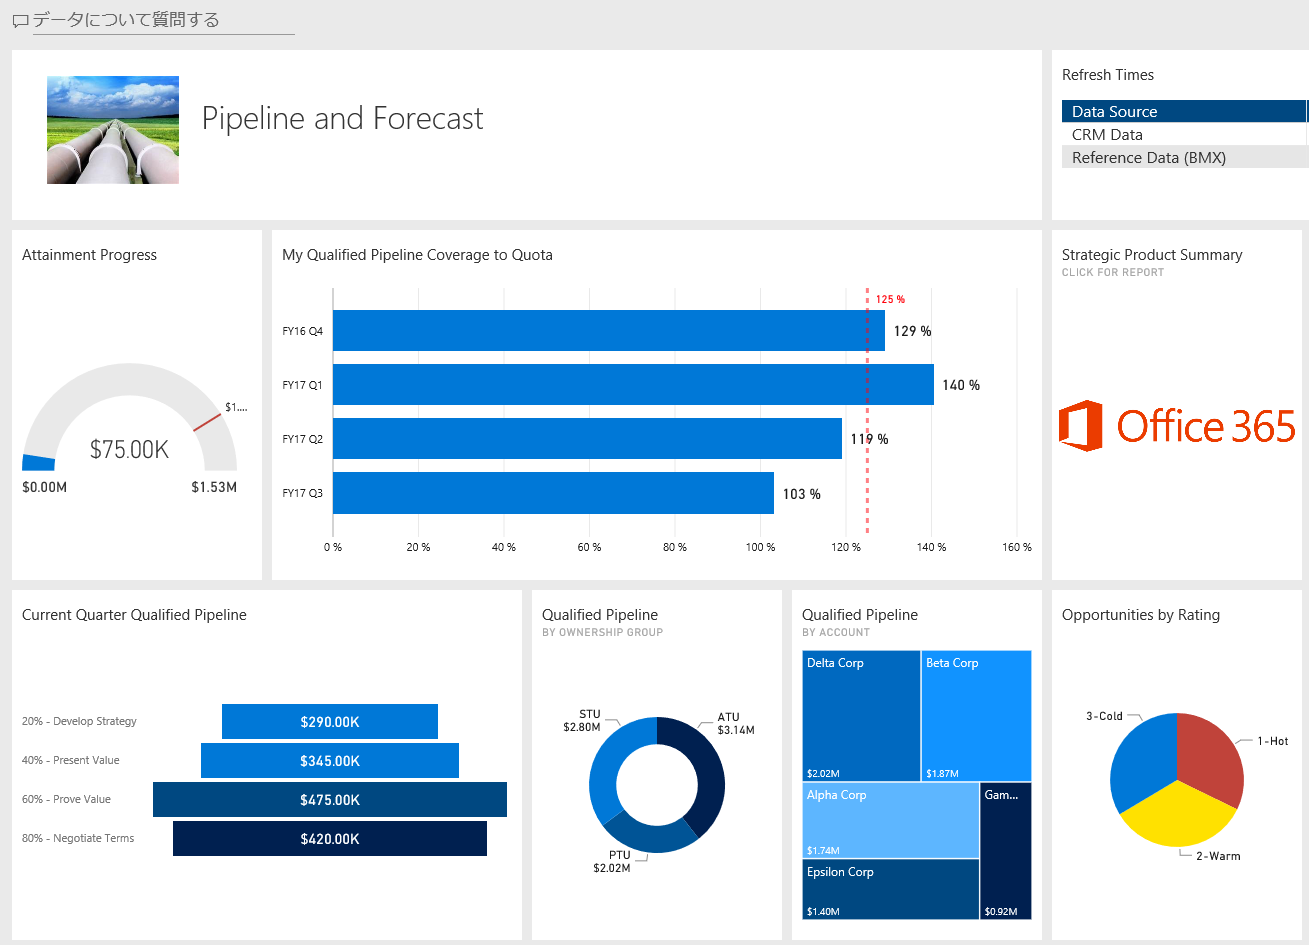 データについて質問する
Pipeline and Forecast
Refresh Times
Data Source
CRM Data
Reference Data (BMX)
Attainment Progress
$1....
$75.00K
$0.00M
$1.53M
My Qualified Pipeline Coverage to Quota
125 %
FY16 Q4
129 %
FY17 Q1
140 %
FY17 Q2
119 %
FY17 Q3
103 %
0 %
20 %
40 %
60 %
80 %
100 %
120 %
140 %
160 %
Strategic Product Summary
CLICK FOR REPORT
Office 365
Current Quarter Qualified Pipeline
20% - Develop Strategy
$290.00K
40% - Present Value
$345.00K
60% - Prove Value
$475.00K
80% - Negotiate Terms
$420.00K
Qualified Pipeline
BY OWNERSHIP GROUP
STU
$2.80M
ATU
$3.14M
PTU
$2.02M
Qualified Pipeline
BY ACCOUNT
Delta Corp
$2.02M
Beta Corp
$1.87M
Alpha Corp
$1.74M
Gam...
$0.92M
Epsilon Corp
$1.40M
Opportunities by Rating
3-Cold
1-Hot
2-Warm